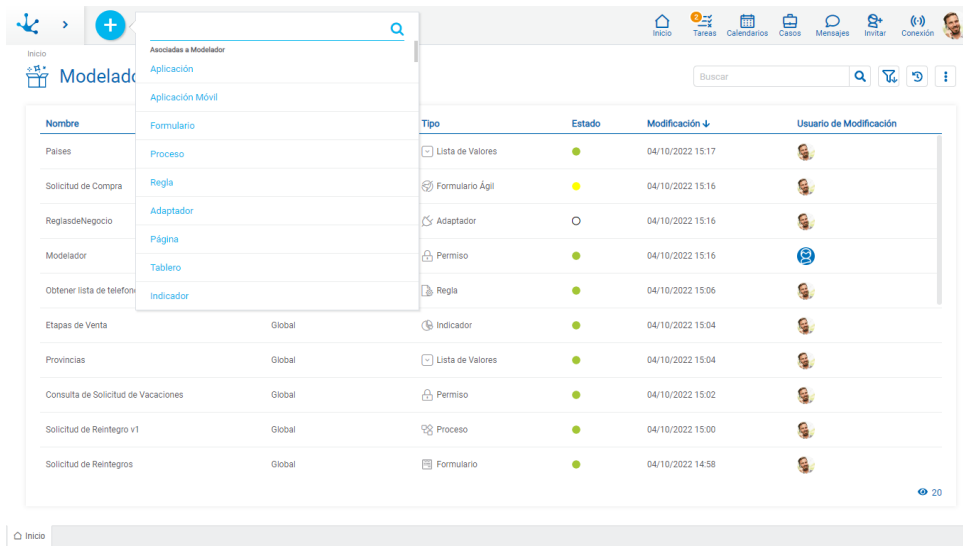 2
Inicio Tareas Calendarios Casos Mensajes Invitar Conexión
Inicio
Modelado
Buscar
Asociadas a Modelador
Aplicación
Aplicación Móvil
Formulario
Proceso
Regla
Adaptador
Página
Tablero
Indicador
Nombre Tipo Estado Modificación Usuario de Modificación
Paises Lista de Valores 04/10/2022 15:17
Solicitud de Compra Formulario Ágil 04/10/2022 15:16
ReglasdeNegocio Adaptador 04/10/2022 15:16
Modelador Permiso 04/10/2022 15:16
Obtener lista de telefon Regla 04/10/2022 15:06
Etapas de Venta Global Indicador 04/10/2022 15:04
Provincias Global Lista de Valores 04/10/2022 15:04
Consulta de Solicitud de Vacaciones Global Permiso 04/10/2022 15:02
Solicitud de Reintegro v1 Global Proceso 04/10/2022 15:00
Solicitud de Reintegros Global Formulario 04/10/2022 14:58
20
Inicio